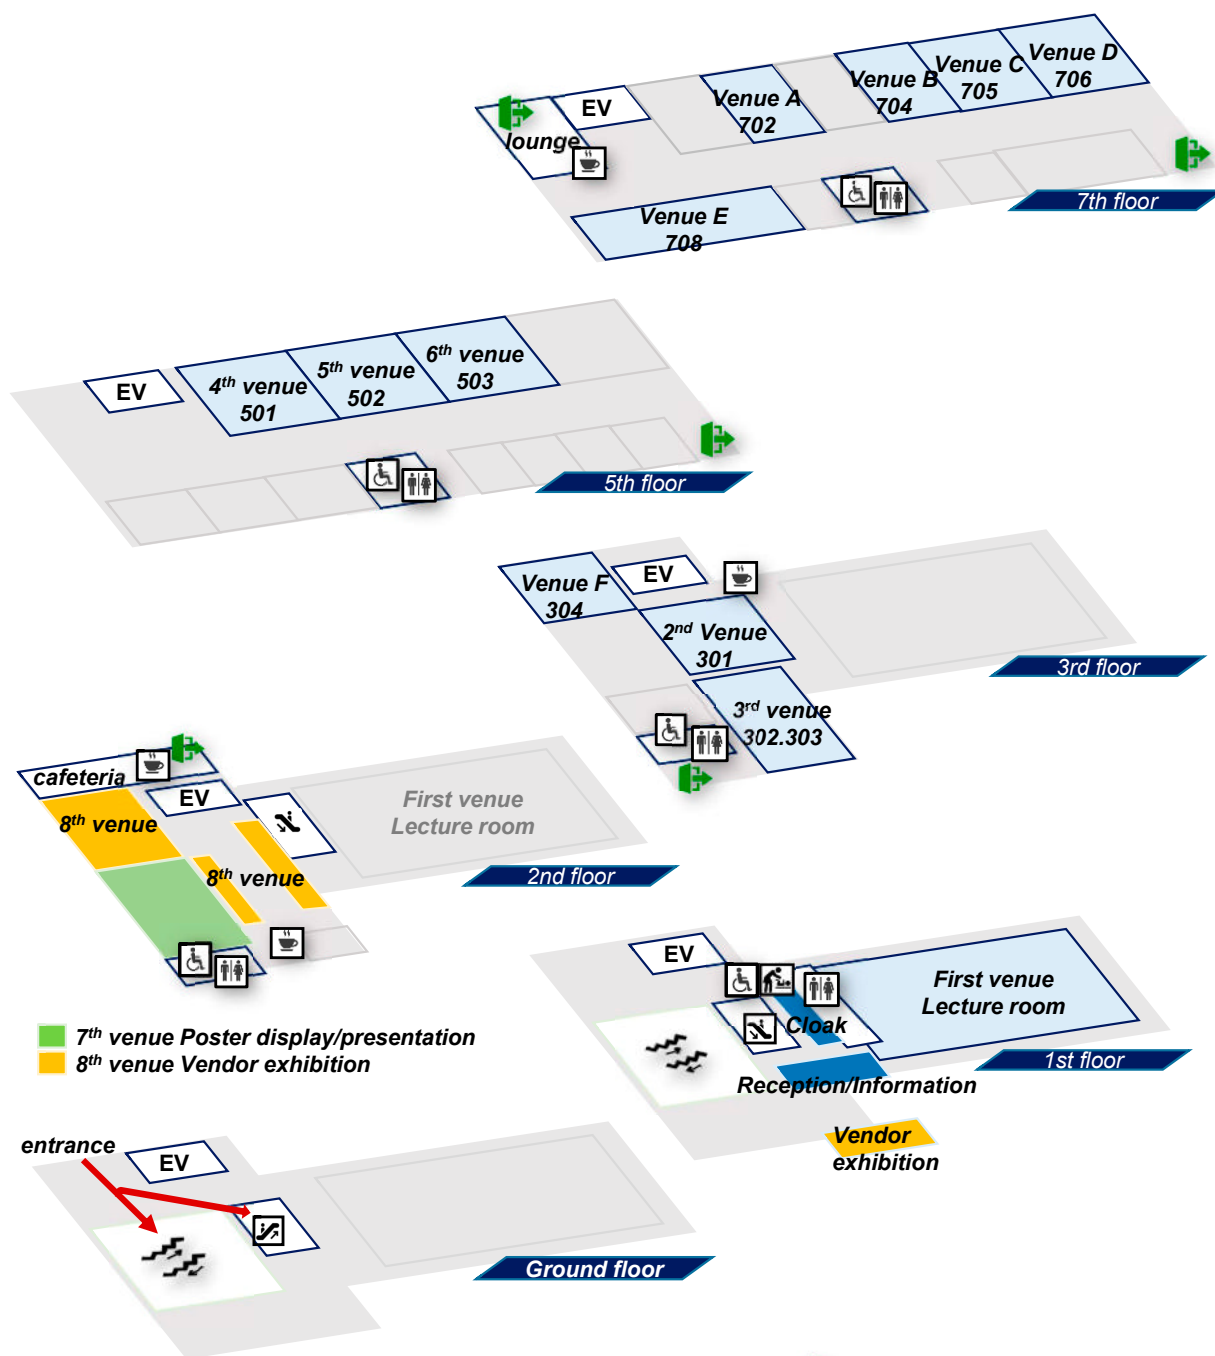 Venue A
702
Venue B
704
Venue C
705
Venue D
706
EV
lounge
Venue E
708
7th floor
4th venue
501
5th venue
502
6th venue
503
EV
5th floor
Venue F
304
EV
2nd Venue
301
3rd venue
302.303
3rd floor
cafeteria
EV
8th venue
8th venue
First venue
Lecture room
2nd floor
7th venue Poster display/presentation
8th venue Vendor exhibition
EV
First venue
Lecture room
Cloak
Reception/Information
1st floor
Vendor
exhibition
entrance
EV
Ground floor